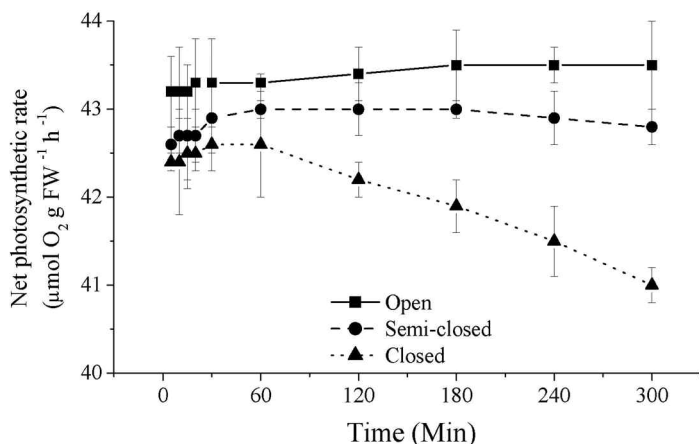 Net photosynthetic rate
(μmol O₂ g FW ⁻¹ h⁻¹)
44
43
42
41
40
Open
Semi-closed
Closed
0 60 120 180 240 300
Time (Min)